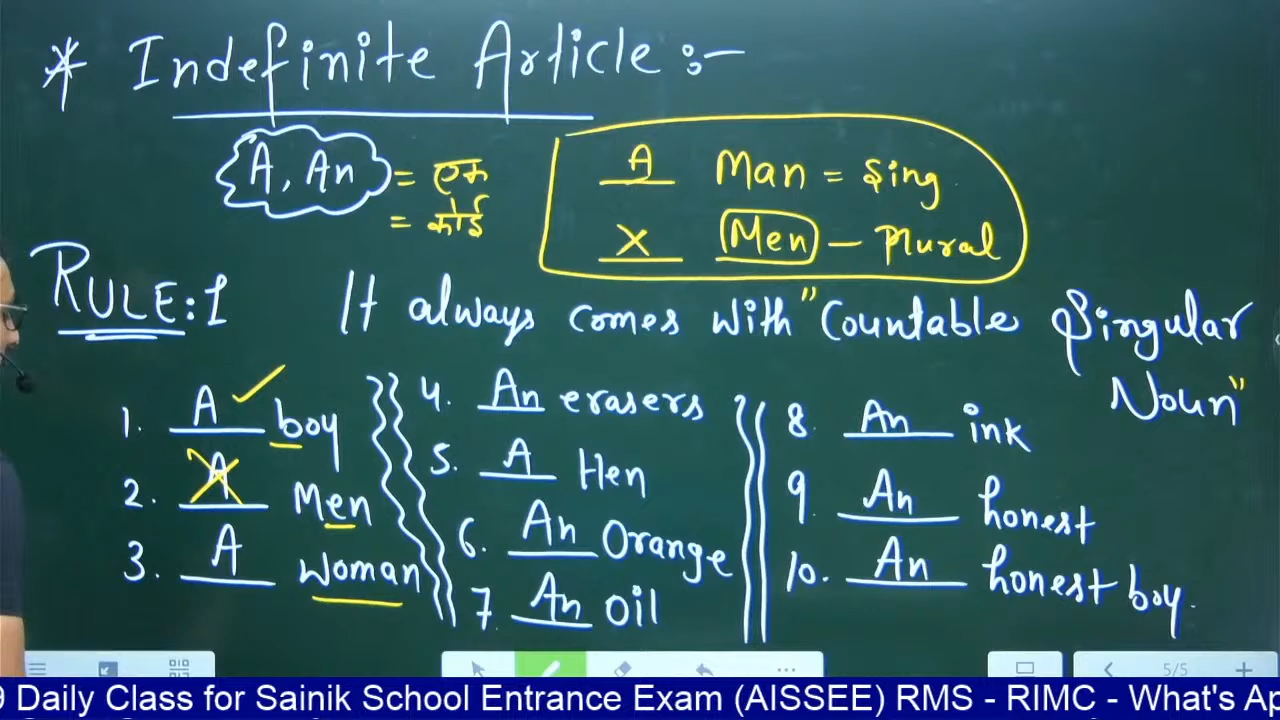 * Indefinite Article :-
A, An = एक
= कोई
A Man = Sing
X Men - Plural
RULE:1 It always comes with "Countable Singular
Noun"
1. A ✓ boy
2. A Men
3. A woman
4. An erasers
5. A Hen
6. An Orange
7 An Oil
8. An ink
9. An honest
10. An honest boy.
5/5
9 Daily Class for Sainik School Entrance Exam (AISSEE) RMS - RIMC - What's Ap